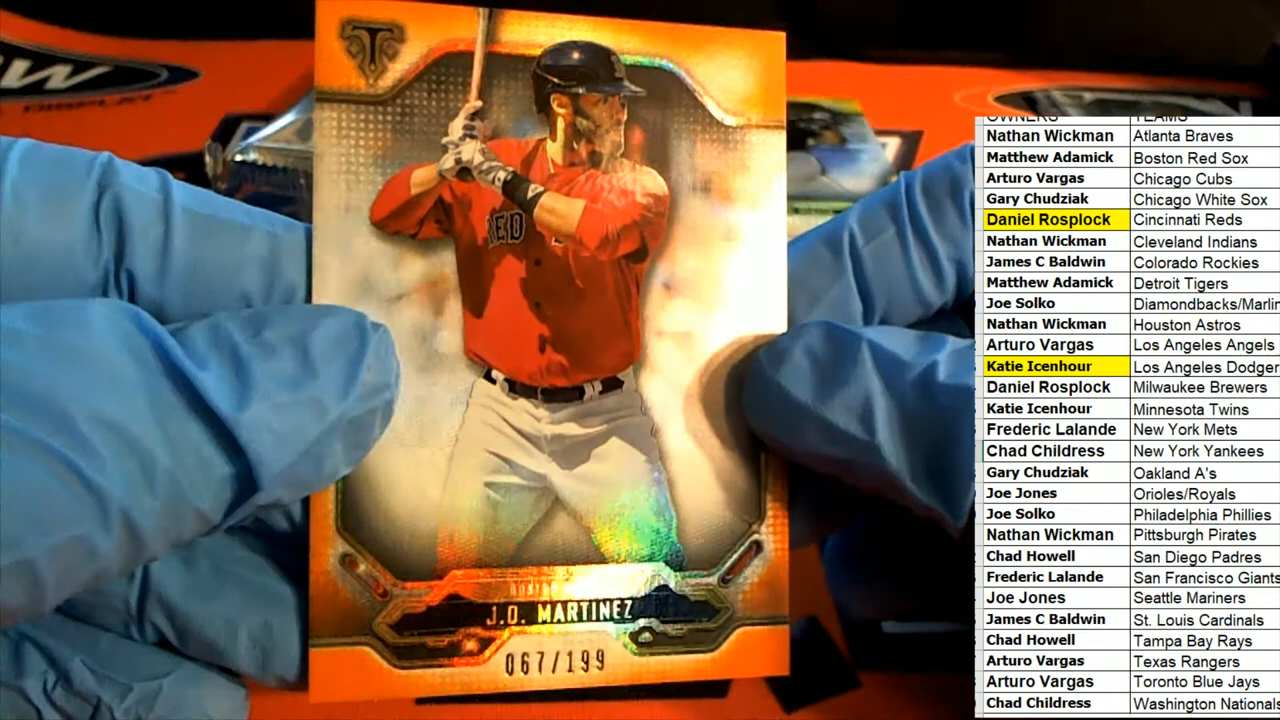 W
DISPLAY
T
RED
BOSTON
J.D. MARTINEZ
067/199
OWNERS TEAMS
Nathan Wickman Atlanta Braves
Matthew Adamick Boston Red Sox
Arturo Vargas Chicago Cubs
Gary Chudziak Chicago White Sox
Daniel Rosplock Cincinnati Reds
Nathan Wickman Cleveland Indians
James C Baldwin Colorado Rockies
Matthew Adamick Detroit Tigers
Joe Solko Diamondbacks/Marlin
Nathan Wickman Houston Astros
Arturo Vargas Los Angeles Angels
Katie Icenhour Los Angeles Dodger
Daniel Rosplock Milwaukee Brewers
Katie Icenhour Minnesota Twins
Frederic Lalande New York Mets
Chad Childress New York Yankees
Gary Chudziak Oakland A's
Joe Jones Orioles/Royals
Joe Solko Philadelphia Phillies
Nathan Wickman Pittsburgh Pirates
Chad Howell San Diego Padres
Frederic Lalande San Francisco Giants
Joe Jones Seattle Mariners
James C Baldwin St. Louis Cardinals
Chad Howell Tampa Bay Rays
Arturo Vargas Texas Rangers
Arturo Vargas Toronto Blue Jays
Chad Childress Washington Nationals